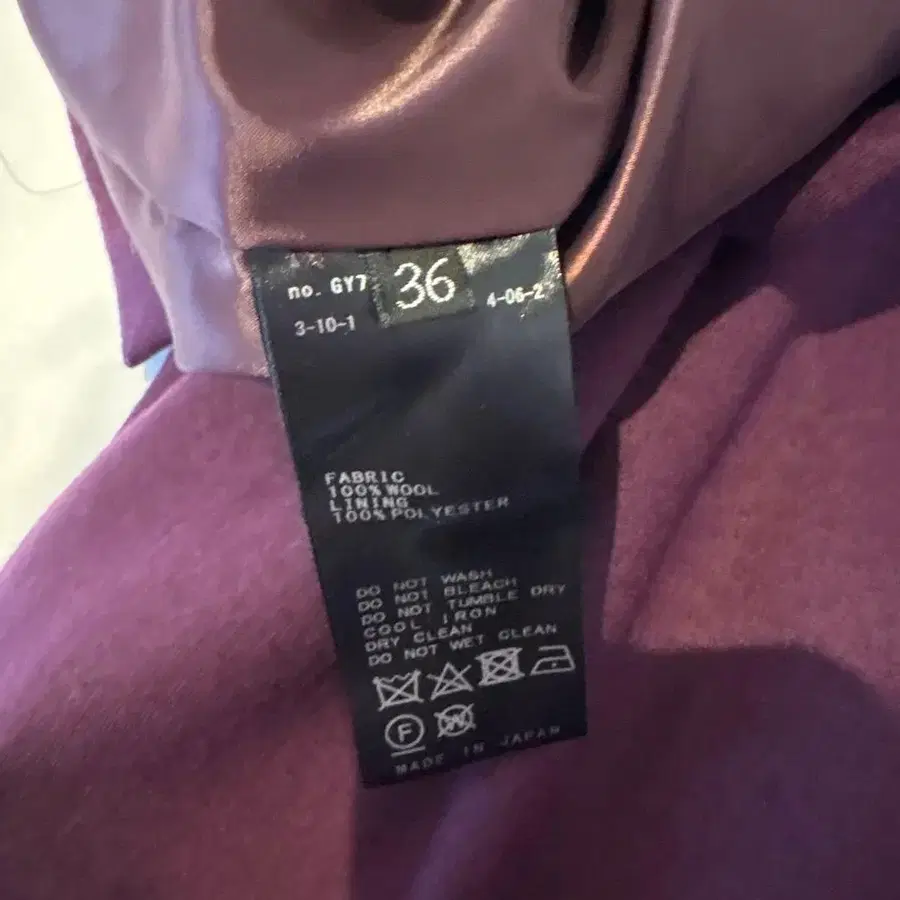 no. GY7 36 4-06-2
3-10-1
FABRIC
100% WOOL
LINING
100% POLYESTER
DO NOT WASH
DO NOT BLEACH
DO NOT TUMBLE DRY
COOL IRON
DRY CLEAN
DO NOT WET CLEAN
F W
MADE IN JAPAN